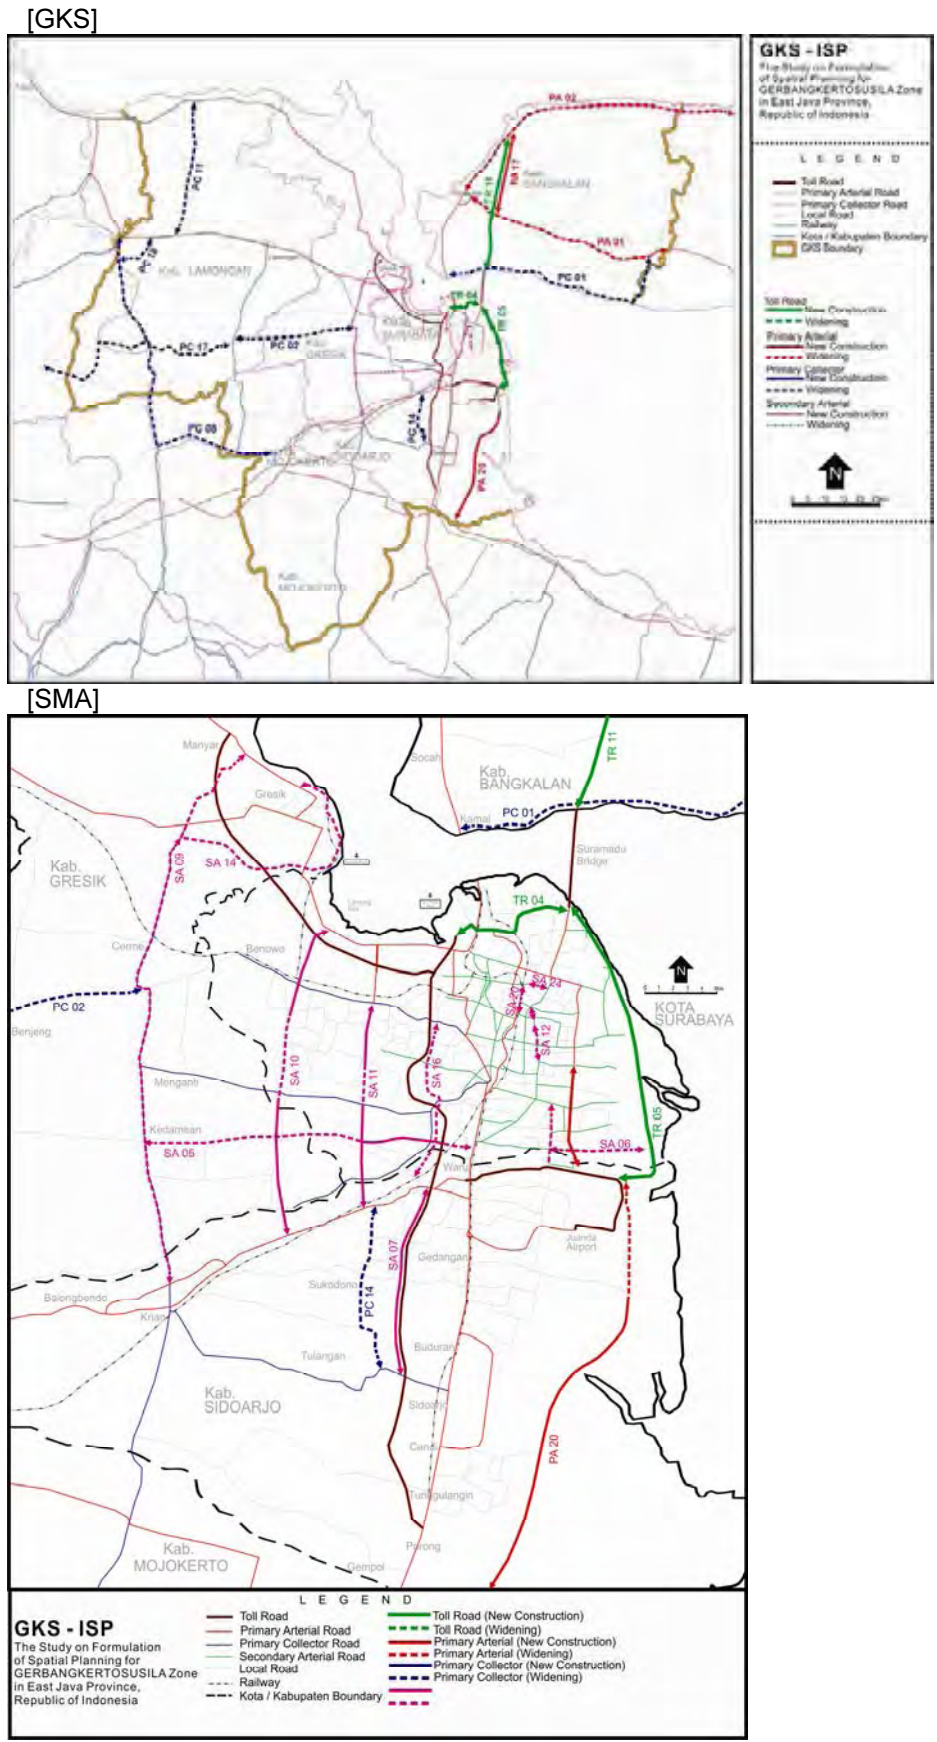 [GKS]
PA 02
PC 11
BANGKALAN
PA 01
Kab. LAMONGAN
PC 01
TR 04
TR 05
PC 17
PC 02
GRESIK
PC 14
SIDOARJO
MOJOKERTO
PA 20
Kab.
MOJOKERTO
GKS - ISP
The Study on Formulation
of Spatial Planning for
GERBANGKERTOSUSILA Zone
in East Java Province,
Republic of Indonesia
L E G E N D
Toll Road
Primary Arterial Road
Primary Collector Road
Local Road
Railway
Kota / Kabupaten Boundary
GKS Boundary
Toll Road
New Construction
Widening
Primary Arterial
New Construction
Widening
Primary Collector
New Construction
Widening
Secondary Arterial
New Construction
Widening
N
[SMA]
Manyar
Gresik
Socah
Kab.
BANGKALAN
TR 11
PC 01
Kamal
Suramadu
Bridge
Kab.
GRESIK
SA 09
SA 14
TR 04
Cerme
Benowo
N
KOTA
SURABAYA
SA 24
SA 20
PC 02
Benjeng
SA 12
SA 10
SA 11
SA 16
Menganti
Kedamean
SA 05
SA 06
TR 05
Waru
Juanda
Airport
Gedangan
SA 07
Sukodono
PC 14
Balongbendo
Krian
Tulangan
Buduran
Kab.
SIDOARJO
Sidoarjo
Candi
PA 20
Tunggulangin
Porong
Kab.
MOJOKERTO
Gempol
L E G E N D
GKS - ISP
The Study on Formulation
of Spatial Planning for
GERBANGKERTOSUSILA Zone
in East Java Province,
Republic of Indonesia
Toll Road
Primary Arterial Road
Primary Collector Road
Secondary Arterial Road
Local Road
Railway
Kota / Kabupaten Boundary
Toll Road (New Construction)
Toll Road (Widening)
Primary Arterial (New Construction)
Primary Arterial (Widening)
Primary Collector (New Construction)
Primary Collector (Widening)